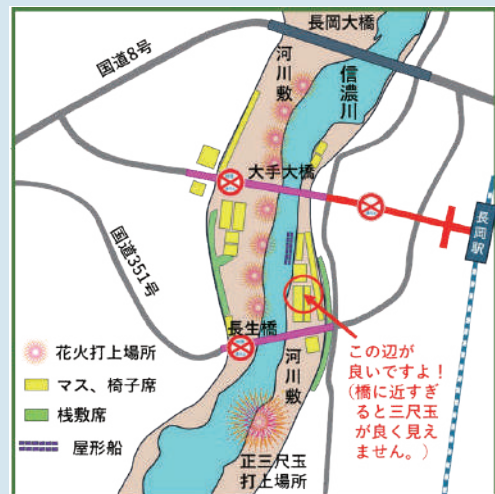 長岡大橋
国道8号
河川敷
信濃川
大手大橋
長岡駅
国道351号
長生橋
河川敷
この辺が
良いですよ！
（橋に近すぎ
ると三尺玉
が良く見え
ません。）
花火打上場所
マス、椅子席
桟敷席
屋形船
正三尺玉
打上場所